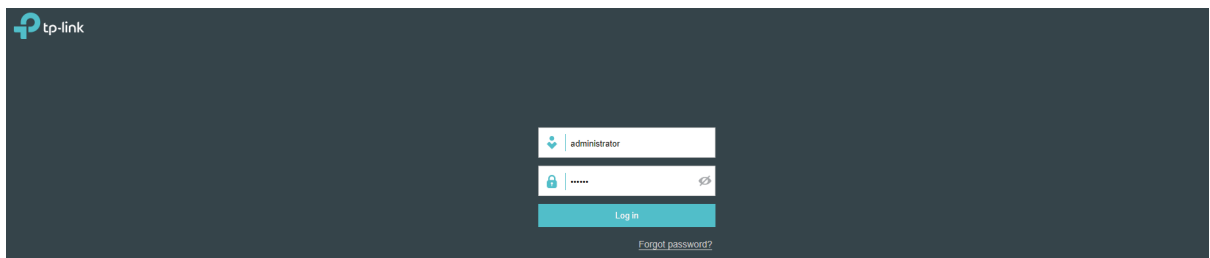 tp-link
administrator
••••••
Log in
Forgot password?